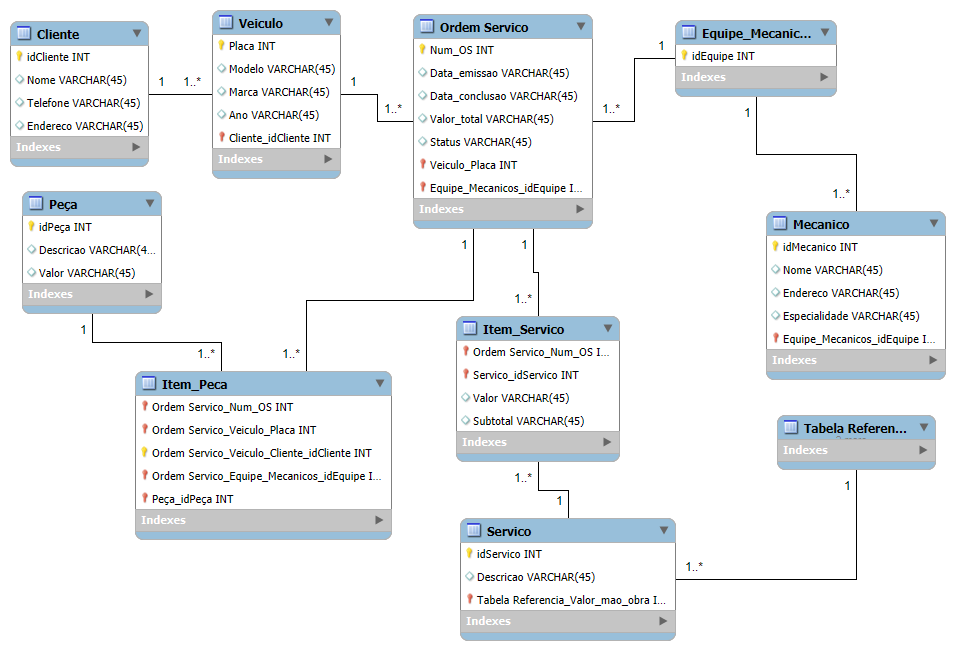 Cliente
idCliente INT
Nome VARCHAR(45)
Telefone VARCHAR(45)
Endereco VARCHAR(45)
Indexes
1
1..*
Veiculo
Placa INT
Modelo VARCHAR(45)
Marca VARCHAR(45)
Ano VARCHAR(45)
Cliente_idCliente INT
Indexes
1
1..*
Ordem Servico
Num_OS INT
Data_emissao VARCHAR(45)
Data_conclusao VARCHAR(45)
Valor_total VARCHAR(45)
Status VARCHAR(45)
Veiculo_Placa INT
Equipe_Mecanicos_idEquipe I...
Indexes
1
1..*
Equipe_Mecanic...
idEquipe INT
Indexes
1
1..*
Mecanico
idMecanico INT
Nome VARCHAR(45)
Endereco VARCHAR(45)
Especialidade VARCHAR(45)
Equipe_Mecanicos_idEquipe I...
Indexes
Peça
idPeça INT
Descricao VARCHAR(4...
Valor VARCHAR(45)
Indexes
1
1..*
1
1..*
1
1..*
Item_Peca
Ordem Servico_Num_OS INT
Ordem Servico_Veiculo_Placa INT
Ordem Servico_Veiculo_Cliente_idCliente INT
Ordem Servico_Equipe_Mecanicos_idEquipe I...
Peça_idPeça INT
Indexes
Item_Servico
Ordem Servico_Num_OS I...
Servico_idServico INT
Valor VARCHAR(45)
Subtotal VARCHAR(45)
Indexes
1..*
1
Tabela Referen...
Indexes
1
1..*
Servico
idServico INT
Descricao VARCHAR(45)
Tabela Referencia_Valor_mao_obra I...
Indexes